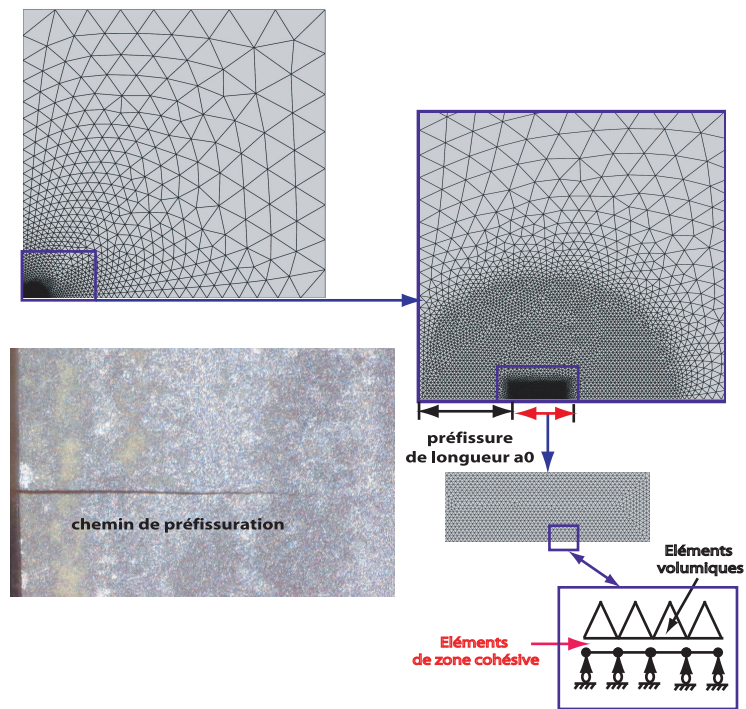 préfissure
de longueur a0
chemin de préfissuration
Eléments
volumiques
Eléments
de zone cohésive